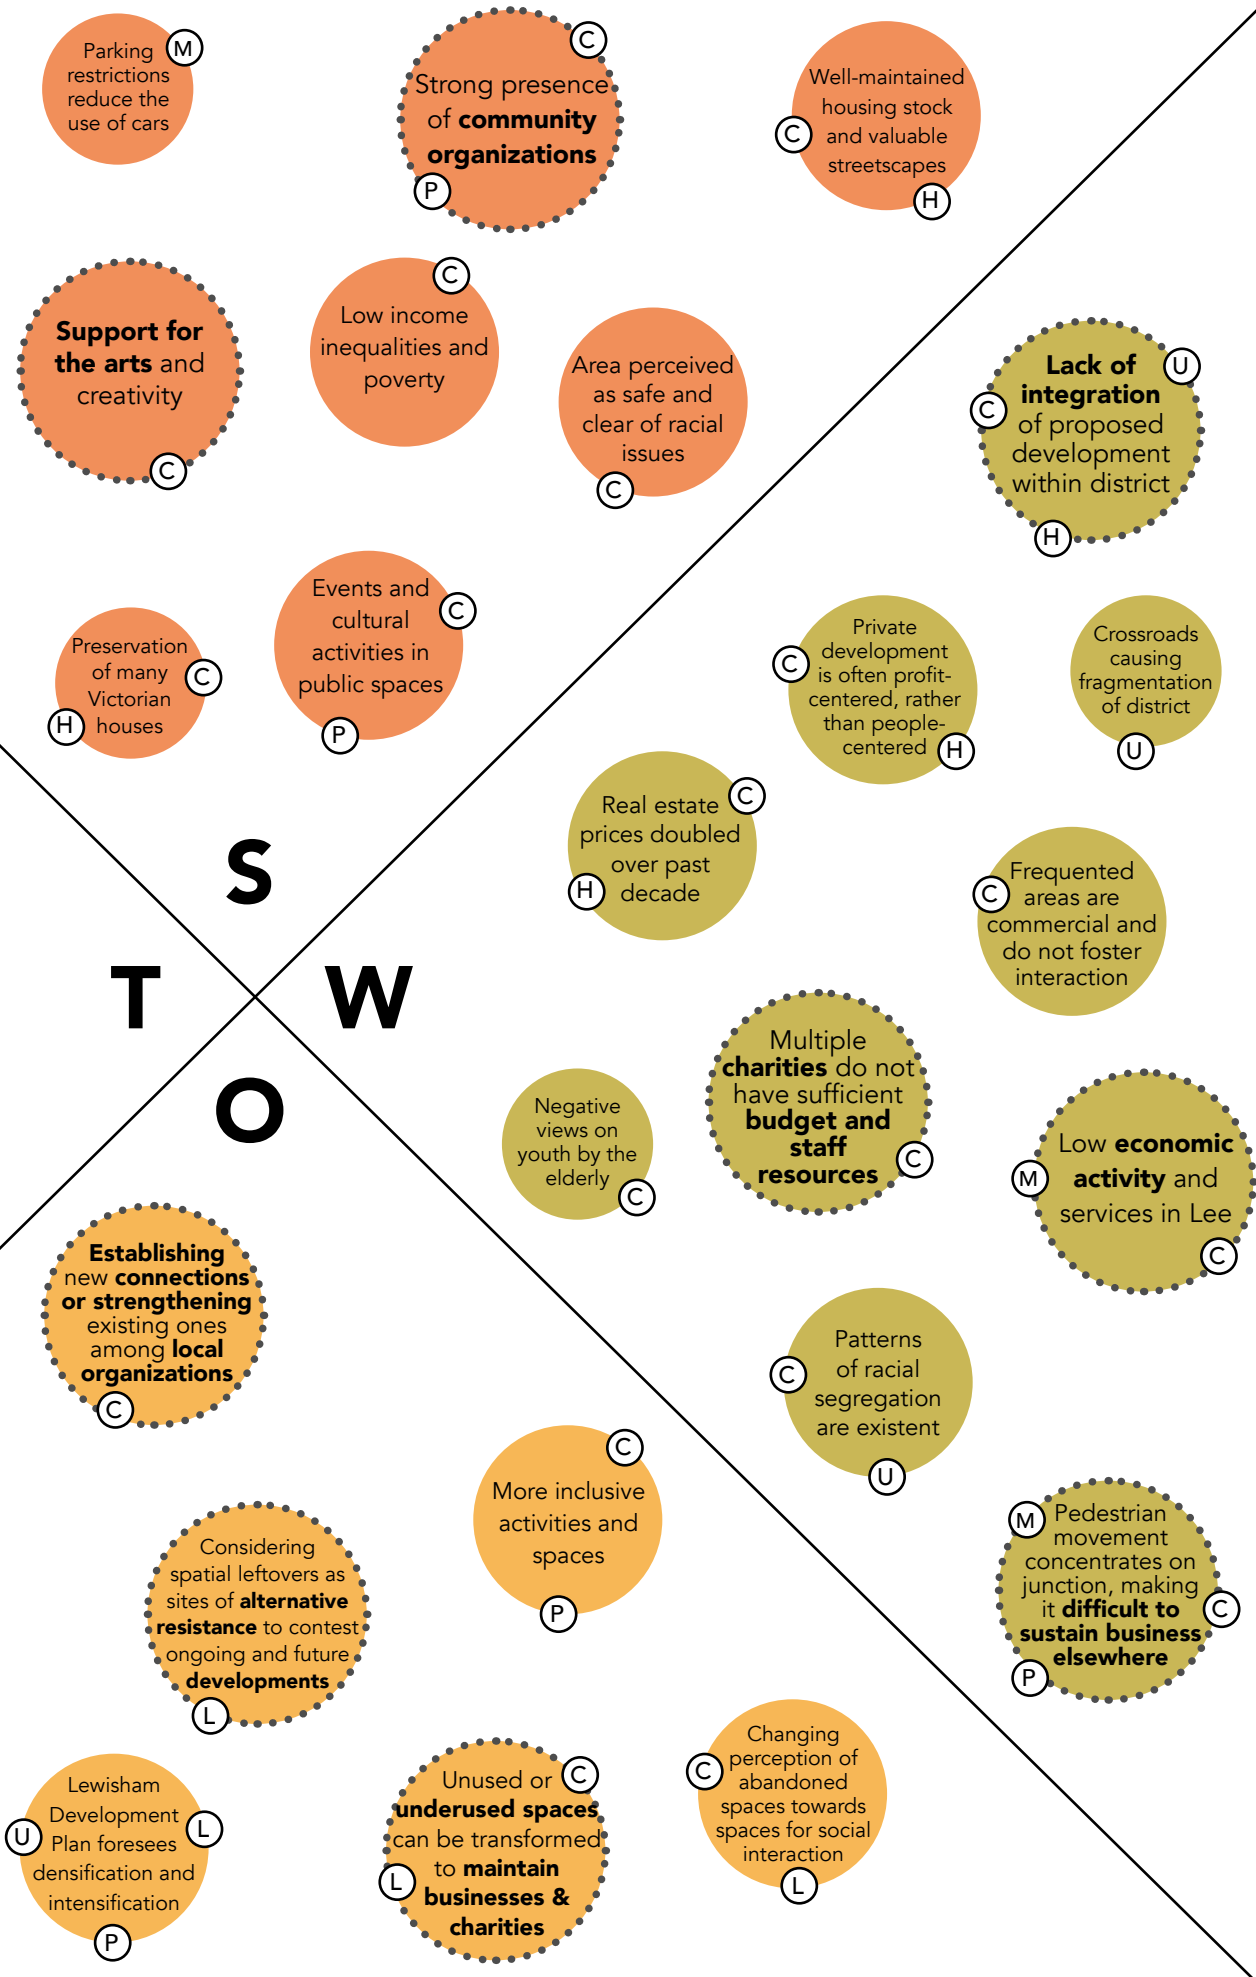 Parking
restrictions
reduce the
use of cars
M
Strong presence
of community
organizations
C
P
Well-maintained
housing stock
and valuable
streetscapes
C
H
Support for
the arts and
creativity
C
Low income
inequalities and
poverty
C
Area perceived
as safe and
clear of racial
issues
C
Preservation
of many
Victorian
houses
C
H
Events and
cultural
activities in
public spaces
C
P
S
T
W
O
Lack of
integration
of proposed
development
within district
U
C
H
Private
development
is often profit-
centered, rather
than people-
centered
C
H
Crossroads
causing
fragmentation
of district
U
Real estate
prices doubled
over past
decade
C
H
Frequented
areas are
commercial and
do not foster
interaction
C
Multiple
charities do not
have sufficient
budget and
staff
resources
C
Negative
views on
youth by the
elderly
C
Low economic
activity and
services in Lee
M
C
Patterns
of racial
segregation
are existent
C
U
Pedestrian
movement
concentrates on
junction, making
it difficult to
sustain business
elsewhere
M
C
P
Establishing
new connections
or strengthening
existing ones
among local
organizations
C
More inclusive
activities and
spaces
C
P
Considering
spatial leftovers as
sites of alternative
resistance to contest
ongoing and future
developments
L
Lewisham
Development
Plan foresees
densification and
intensification
U
L
P
Unused or
underused spaces
can be transformed
to maintain
businesses &
charities
C
L
Changing
perception of
abandoned
spaces towards
spaces for social
interaction
C
L